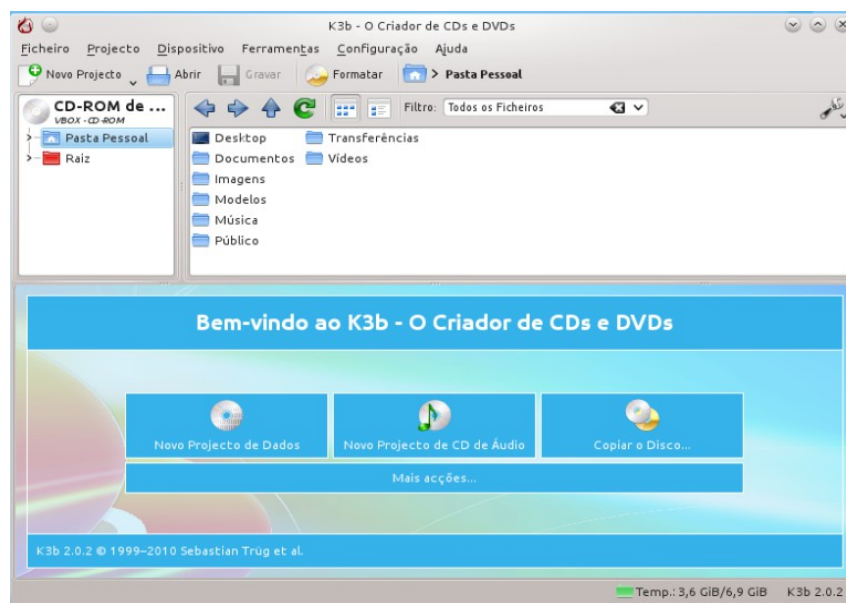 K3b - O Criador de CDs e DVDs
Ficheiro Projecto Dispositivo Ferramentas Configuração Ajuda
Novo Projecto Abrir Gravar Formatar > Pasta Pessoal
CD-ROM de ...
VBOX - CD-ROM
Filtro: Todos os Ficheiros
Pasta Pessoal
Raiz
Desktop Transferências
Documentos Vídeos
Imagens
Modelos
Música
Público
Bem-vindo ao K3b - O Criador de CDs e DVDs
Novo Projecto de Dados Novo Projecto de CD de Áudio Copiar o Disco...
Mais acções...
K3b 2.0.2 © 1999–2010 Sebastian Trüg et al.
Temp.: 3,6 GiB/6,9 GiB K3b 2.0.2